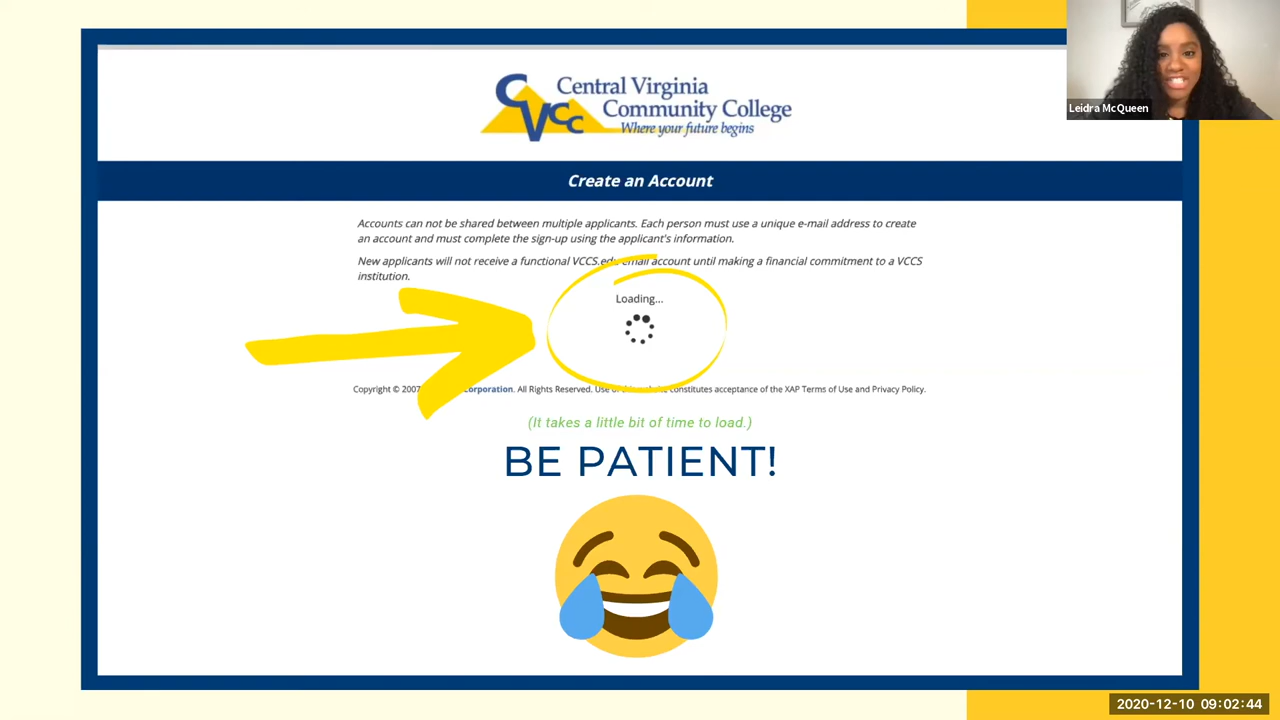 Central Virginia
Community College
CVCC
Where your future begins
Leidra McQueen
Create an Account
Accounts can not be shared between multiple applicants. Each person must use a unique e-mail address to create
an account and must complete the sign-up using the applicant's information.
New applicants will not receive a functional VCCS.edu email account until making a financial commitment to a VCCS
institution.
Loading...
Copyright © 2007 orporation. All Rights Reserved. Use of this website constitutes acceptance of the XAP Terms of Use and Privacy Policy.
(It takes a little bit of time to load.)
BE PATIENT!
2020-12-10 09:02:44